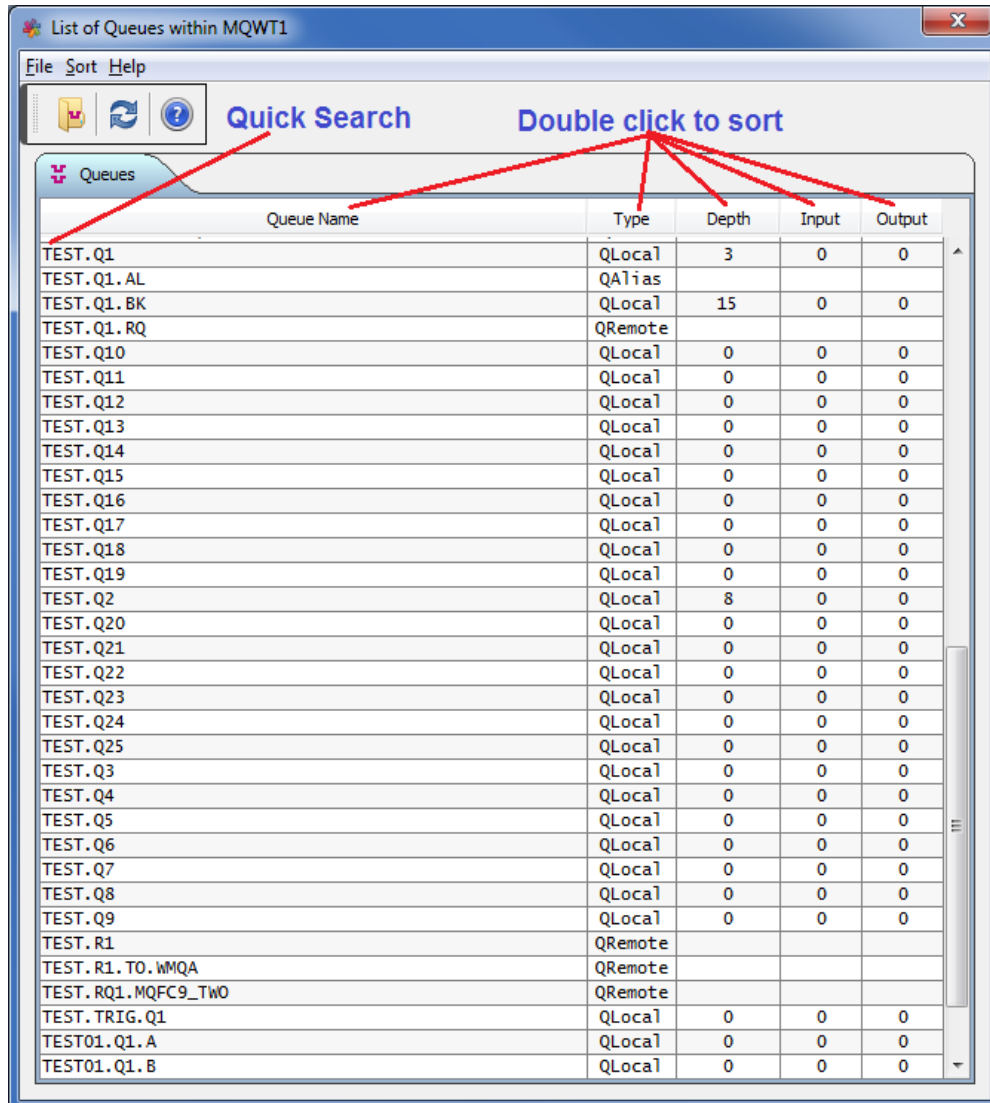 List of Queues within MQWT1
File Sort Help
Quick Search Double click to sort
Queues
Queue Name Type Depth Input Output
TEST.Q1 QLocal 3 0 0
TEST.Q1.AL QAlias
TEST.Q1.BK QLocal 15 0 0
TEST.Q1.RQ QRemote
TEST.Q10 QLocal 0 0 0
TEST.Q11 QLocal 0 0 0
TEST.Q12 QLocal 0 0 0
TEST.Q13 QLocal 0 0 0
TEST.Q14 QLocal 0 0 0
TEST.Q15 QLocal 0 0 0
TEST.Q16 QLocal 0 0 0
TEST.Q17 QLocal 0 0 0
TEST.Q18 QLocal 0 0 0
TEST.Q19 QLocal 0 0 0
TEST.Q2 QLocal 8 0 0
TEST.Q20 QLocal 0 0 0
TEST.Q21 QLocal 0 0 0
TEST.Q22 QLocal 0 0 0
TEST.Q23 QLocal 0 0 0
TEST.Q24 QLocal 0 0 0
TEST.Q25 QLocal 0 0 0
TEST.Q3 QLocal 0 0 0
TEST.Q4 QLocal 0 0 0
TEST.Q5 QLocal 0 0 0
TEST.Q6 QLocal 0 0 0
TEST.Q7 QLocal 0 0 0
TEST.Q8 QLocal 0 0 0
TEST.Q9 QLocal 0 0 0
TEST.R1 QRemote
TEST.R1.TO.WMQA QRemote
TEST.RQ1.MQFC9_TWO QRemote
TEST.TRIG.Q1 QLocal 0 0 0
TEST01.Q1.A QLocal 0 0 0
TEST01.Q1.B QLocal 0 0 0